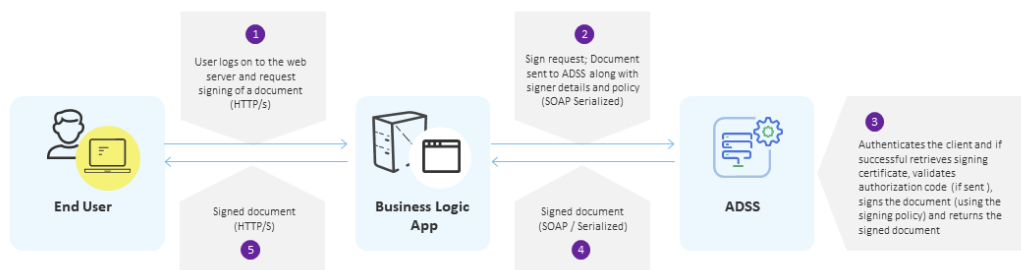 1
User logs on to the web
server and request
signing of a document
(HTTP/s)
2
Sign request; Document
sent to ADSS along with
signer details and policy
(SOAP Serialized)
3
Authenticates the client and if
successful retrieves signing
certificate, validates
authorization code (if sent ),
signs the document (using the
signing policy) and returns the
signed document
End User
Business Logic
App
ADSS
Signed document
(HTTP/S)
5
Signed document
(SOAP / Serialized)
4